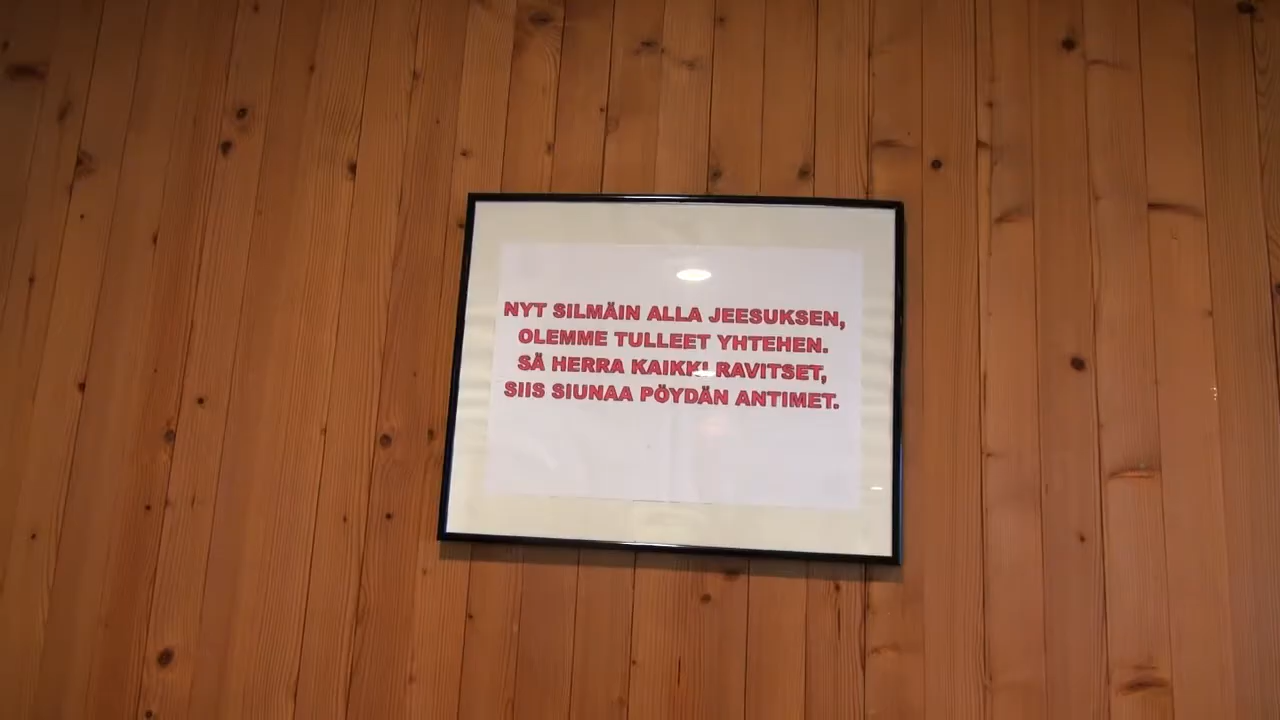 NYT SILMÄIN ALLA JEESUKSEN,
OLEMME TULLEET YHTEHEN.
SÄ HERRA KAIKKI RAVITSET,
SIIS SIUNAA PÖYDÄN ANTIMET.